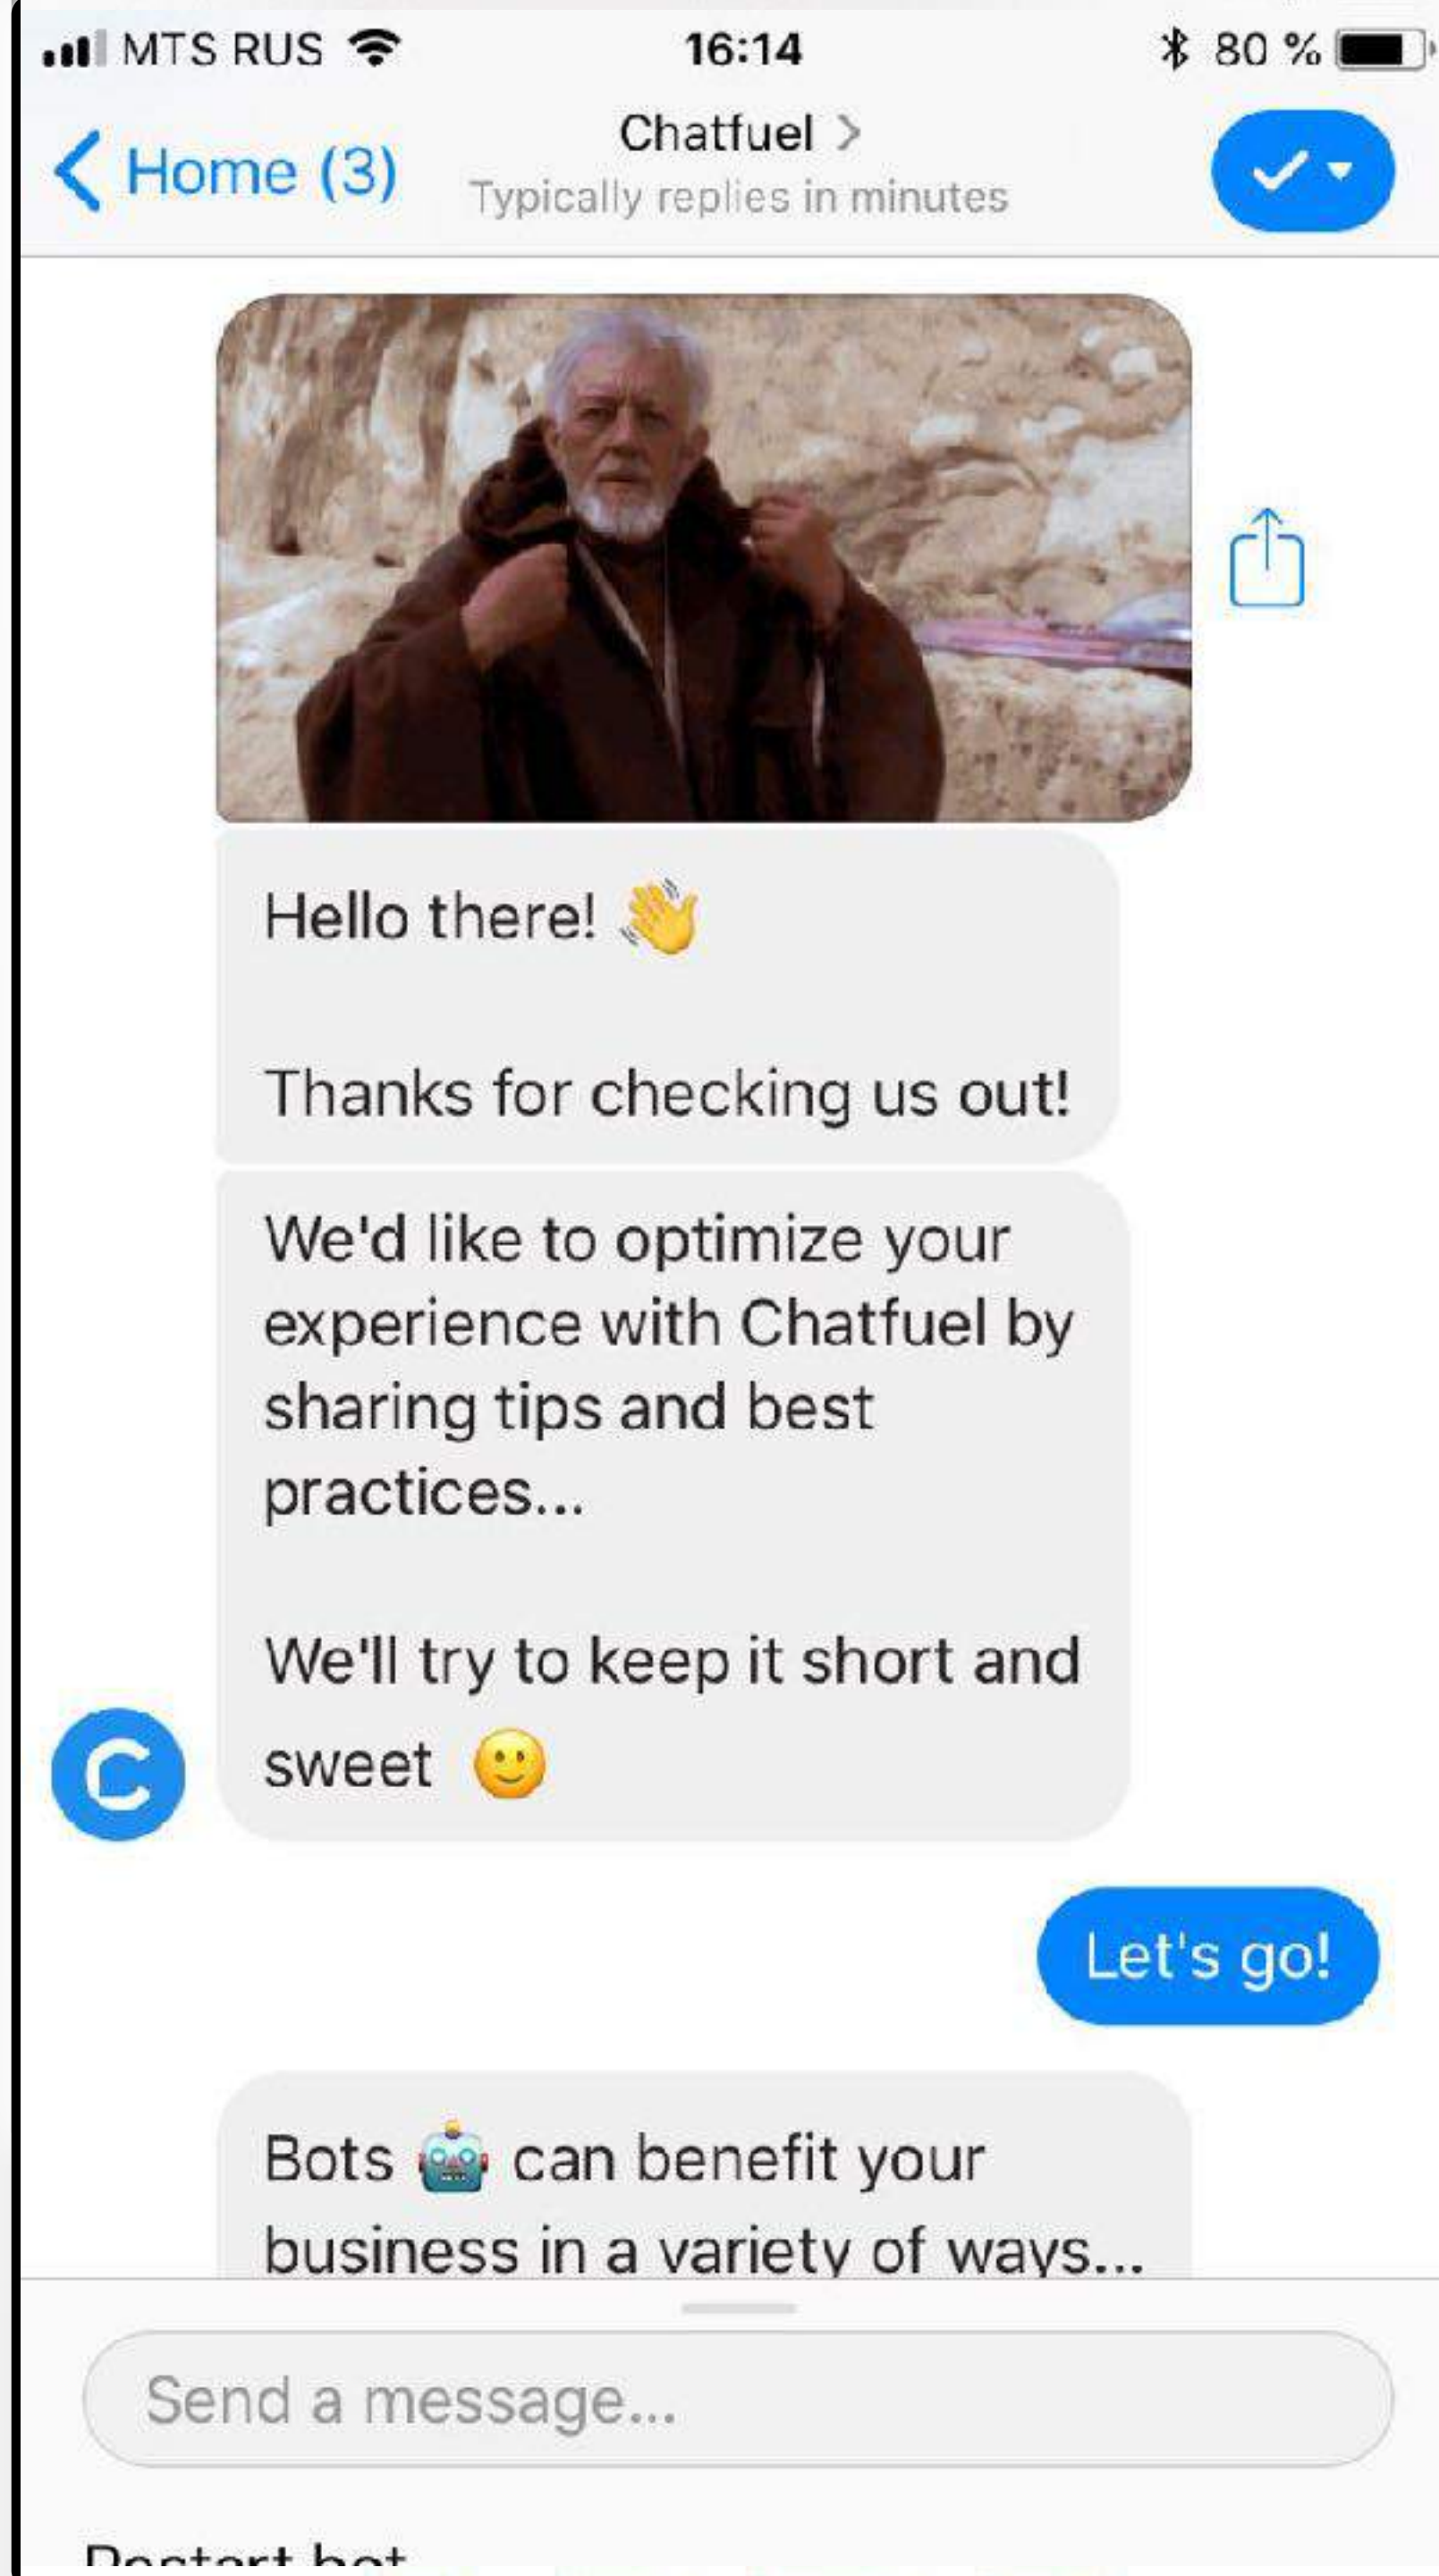 MTS RUS 16:14 80 %
Home (3)
Chatfuel >
Typically replies in minutes
Hello there! 👋
Thanks for checking us out!
We'd like to optimize your
experience with Chatfuel by
sharing tips and best
practices...
We'll try to keep it short and
sweet 🙂
C
Let's go!
Bots 🤖 can benefit your
business in a variety of ways...
Send a message...
Restart bot